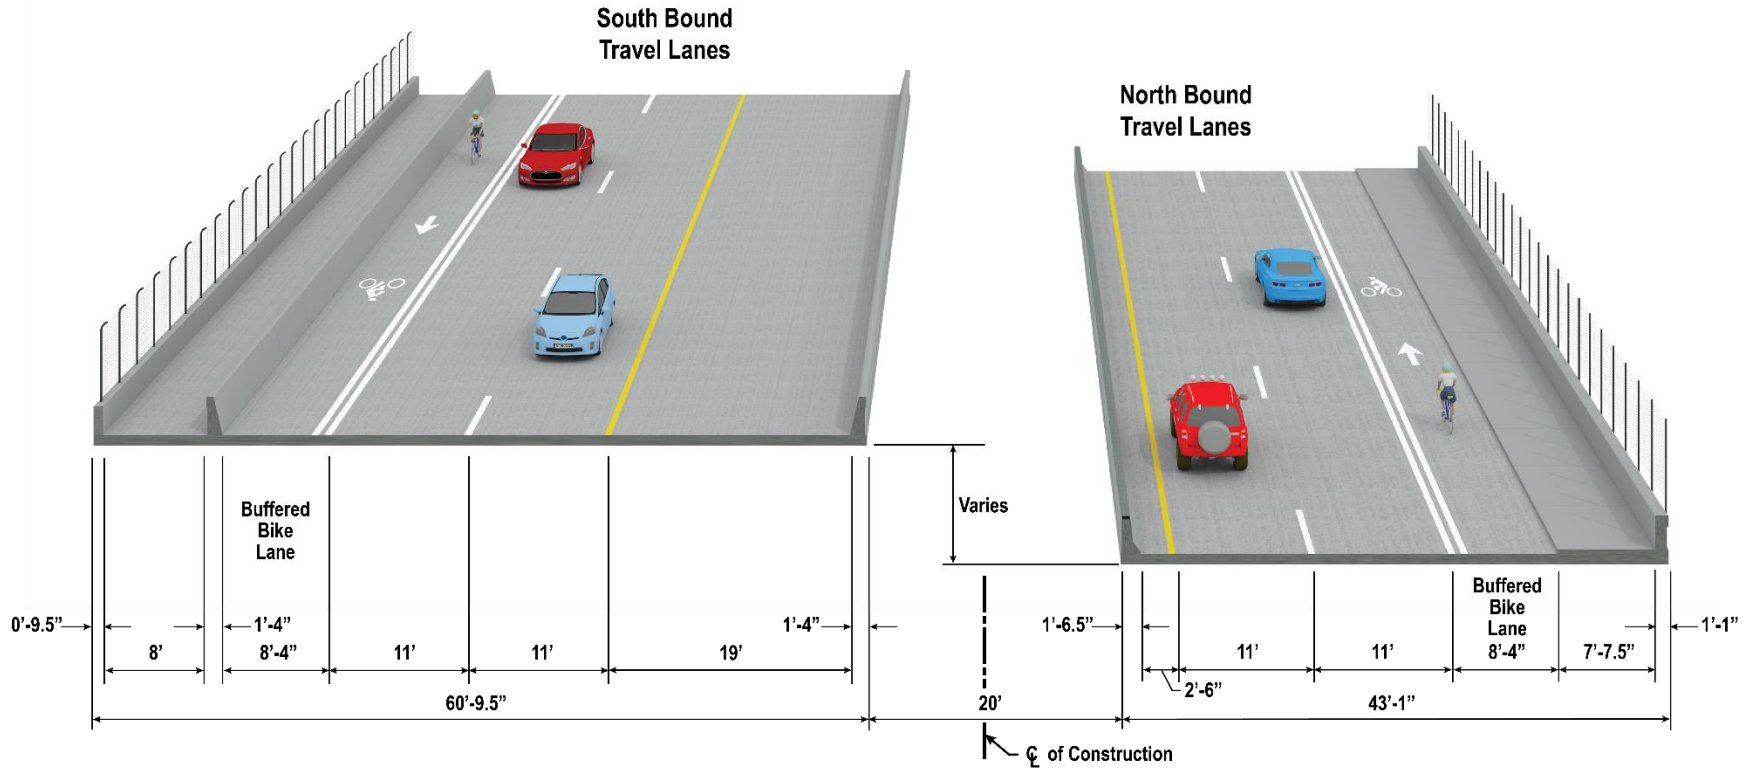 South Bound
Travel Lanes
North Bound
Travel Lanes
Buffered
Bike
Lane
Varies
Buffered
Bike
Lane
0’-9.5” 1’-4” 1’-4” 1’-6.5” 1’-1”
8’ 8’-4” 11’ 11’ 19’ 11’ 11’ 8’-4” 7’-7.5”
2’-6”
60’-9.5” 20’ 43’-1”
℄ of Construction